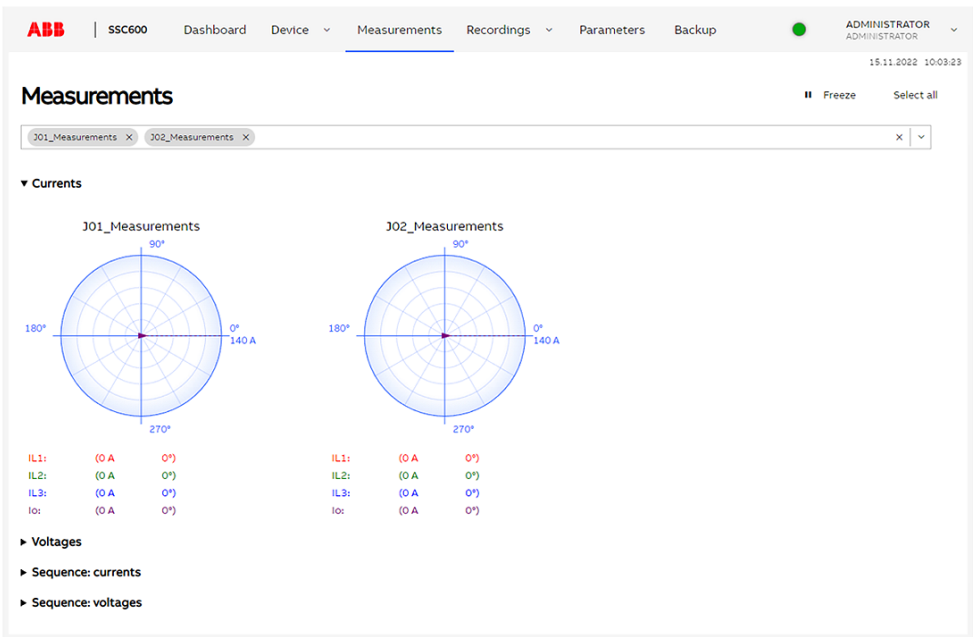 ABB SSC600 Dashboard Device Measurements Recordings Parameters Backup ADMINISTRATOR
ADMINISTRATOR
15.11.2022 10:03:23
Measurements Freeze Select all
J01_Measurements × J02_Measurements ×
Currents
J01_Measurements J02_Measurements
90° 90°
180° 0° 180° 0°
140 A 140 A
270° 270°
IL1: (0 A 0°) IL1: (0 A 0°)
IL2: (0 A 0°) IL2: (0 A 0°)
IL3: (0 A 0°) IL3: (0 A 0°)
Io: (0 A 0°) Io: (0 A 0°)
Voltages
Sequence: currents
Sequence: voltages